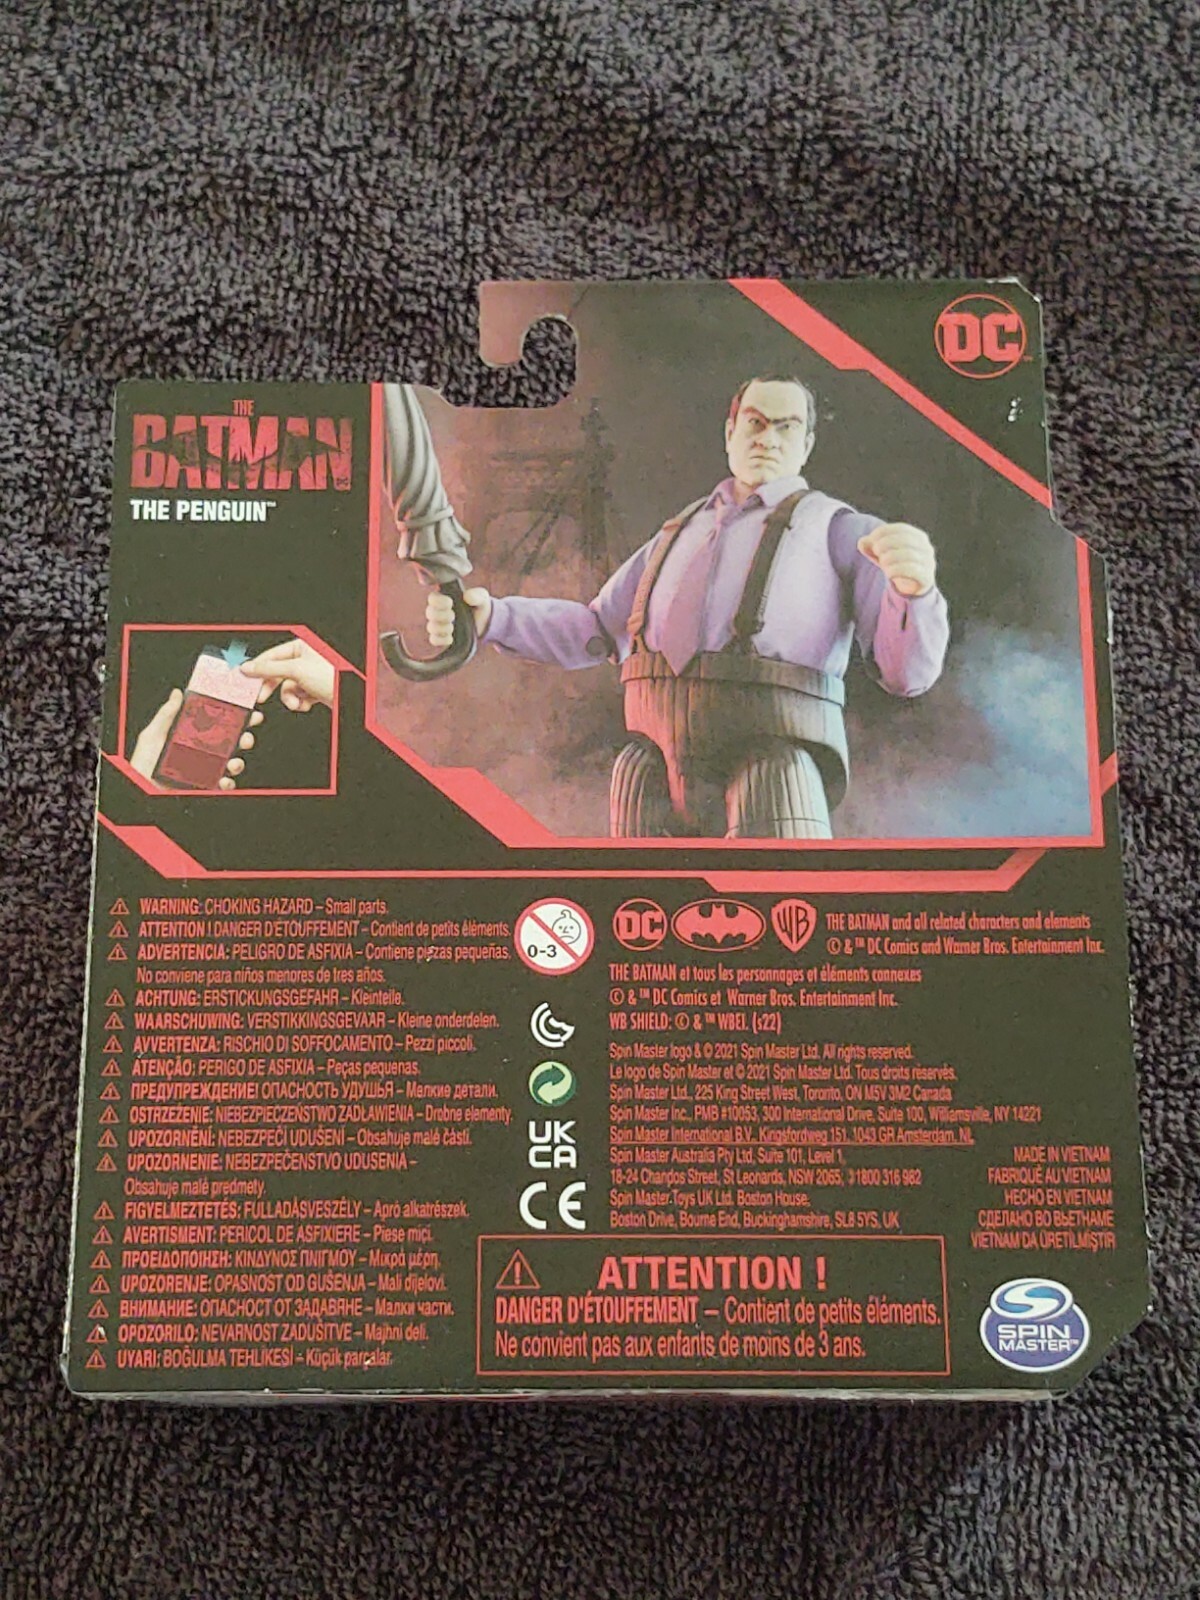 DC
THE
BATMAN
THE PENGUIN™
WARNING: CHOKING HAZARD – Small parts.
ATTENTION ! DANGER D'ÉTOUFFEMENT – Contient de petits éléments.
ADVERTENCIA: PELIGRO DE ASFIXIA – Contiene piezas pequeñas.
No conviene para niños menores de tres años.
ACHTUNG: ERSTICKUNGSGEFAHR – Kleinteile.
WAARSCHUWING: VERSTIKKINGSGEVAAR – Kleine onderdelen.
AVVERTENZA: RISCHIO DI SOFFOCAMENTO – Pezzi piccoli.
ATENÇÃO: PERIGO DE ASFIXIA – Peças pequenas.
ПРЕДУПРЕЖДЕНИЕ! ОПАСНОСТЬ УДУШЬЯ – Мелкие детали.
OSTRZEŻENIE: NIEBEZPIECZEŃSTWO ZADŁAWIENIA – Drobne elementy.
UPOZORNĚNÍ: NEBEZPEČÍ UDUŠENÍ – Obsahuje malé části.
UPOZORNENIE: NEBEZPEČENSTVO UDUSENIA –
Obsahuje malé predmety.
FIGYELMEZTETÉS: FULLADÁSVESZÉLY – Apró alkatrészek.
AVERTISMENT: PERICOL DE ASFIXIERE – Piese mici.
ΠΡΟΕΙΔΟΠΟΙΗΣΗ: ΚΙΝΔΥΝΟΣ ΠΝΙΓΜΟΥ – Μικρά μέρη.
UPOZORENJE: OPASNOST OD GUŠENJA – Mali dijelovi.
ВНИМАНИЕ: ОПАСНОСТ ОТ ЗАДАВЯНЕ – Малки части.
OPOZORILO: NEVARNOST ZADUŠITVE – Majhni deli.
UYARI: BOĞULMA TEHLİKESİ – Küçük parçalar.
0-3
UK
CA
CE
DC WB THE BATMAN and all related characters and elements
© & ™ DC Comics and Warner Bros. Entertainment Inc.
THE BATMAN et tous les personnages et éléments connexes
© & ™ DC Comics et Warner Bros. Entertainment Inc.
WB SHIELD: © & ™ WBEI. (s22)
Spin Master logo & © 2021 Spin Master Ltd. All rights reserved.
Le logo de Spin Master et © 2021 Spin Master Ltd. Tous droits réservés.
Spin Master Ltd., 225 King Street West, Toronto, ON M5V 3M2 Canada
Spin Master Inc., PMB #10053, 300 International Drive, Suite 100, Williamsville, NY 14221
Spin Master International B.V., Kingsfordweg 151, 1043 GR Amsterdam, NL
Spin Master Australia Pty Ltd, Suite 101, Level 1,
18-24 Chandos Street, St Leonards, NSW 2065; 1800 316 982
Spin Master Toys UK Ltd. Boston House,
Boston Drive, Bourne End, Buckinghamshire, SL8 5YS, UK
MADE IN VIETNAM
FABRIQUÉ AU VIETNAM
HECHO EN VIETNAM
СДЕЛАНО ВО ВЬЕТНАМЕ
VIETNAM DA ÜRETİLMİŞTİR
ATTENTION !
DANGER D'ÉTOUFFEMENT – Contient de petits éléments.
Ne convient pas aux enfants de moins de 3 ans.
SPIN
MASTER™